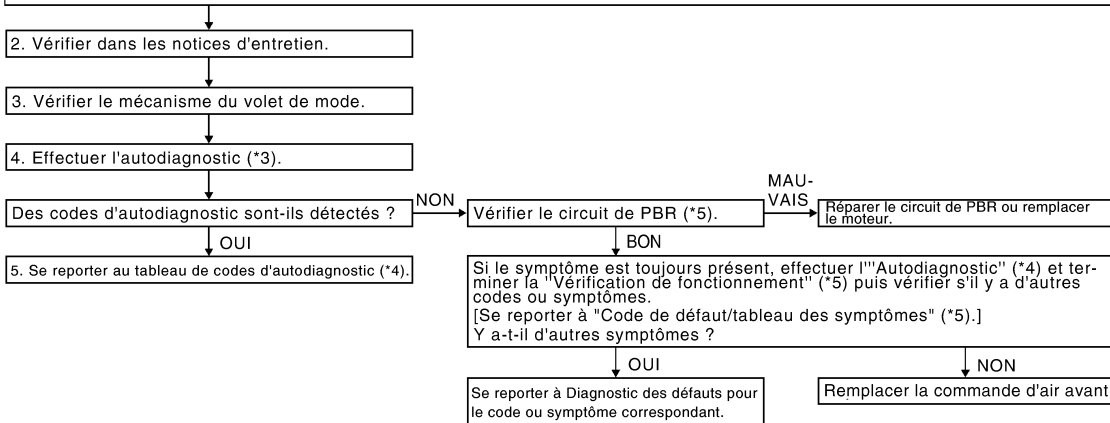 2. Vérifier dans les notices d'entretien.
3. Vérifier le mécanisme du volet de mode.
4. Effectuer l'autodiagnostic (*3).
Des codes d'autodiagnostic sont-ils détectés ?
NON
Vérifier le circuit de PBR (*5).
MAU-
VAIS
Réparer le circuit de PBR ou remplacer
le moteur.
OUI
BON
5. Se reporter au tableau de codes d'autodiagnostic (*4).
Si le symptôme est toujours présent, effectuer l'"Autodiagnostic" (*4) et ter-
miner la "Vérification de fonctionnement" (*5) puis vérifier s'il y a d'autres
codes ou symptômes.
[Se reporter à "Code de défaut/tableau des symptômes" (*5).]
Y a-t-il d'autres symptômes ?
OUI
NON
Se reporter à Diagnostic des défauts pour
le code ou symptôme correspondant.
Remplacer la commande d'air avant